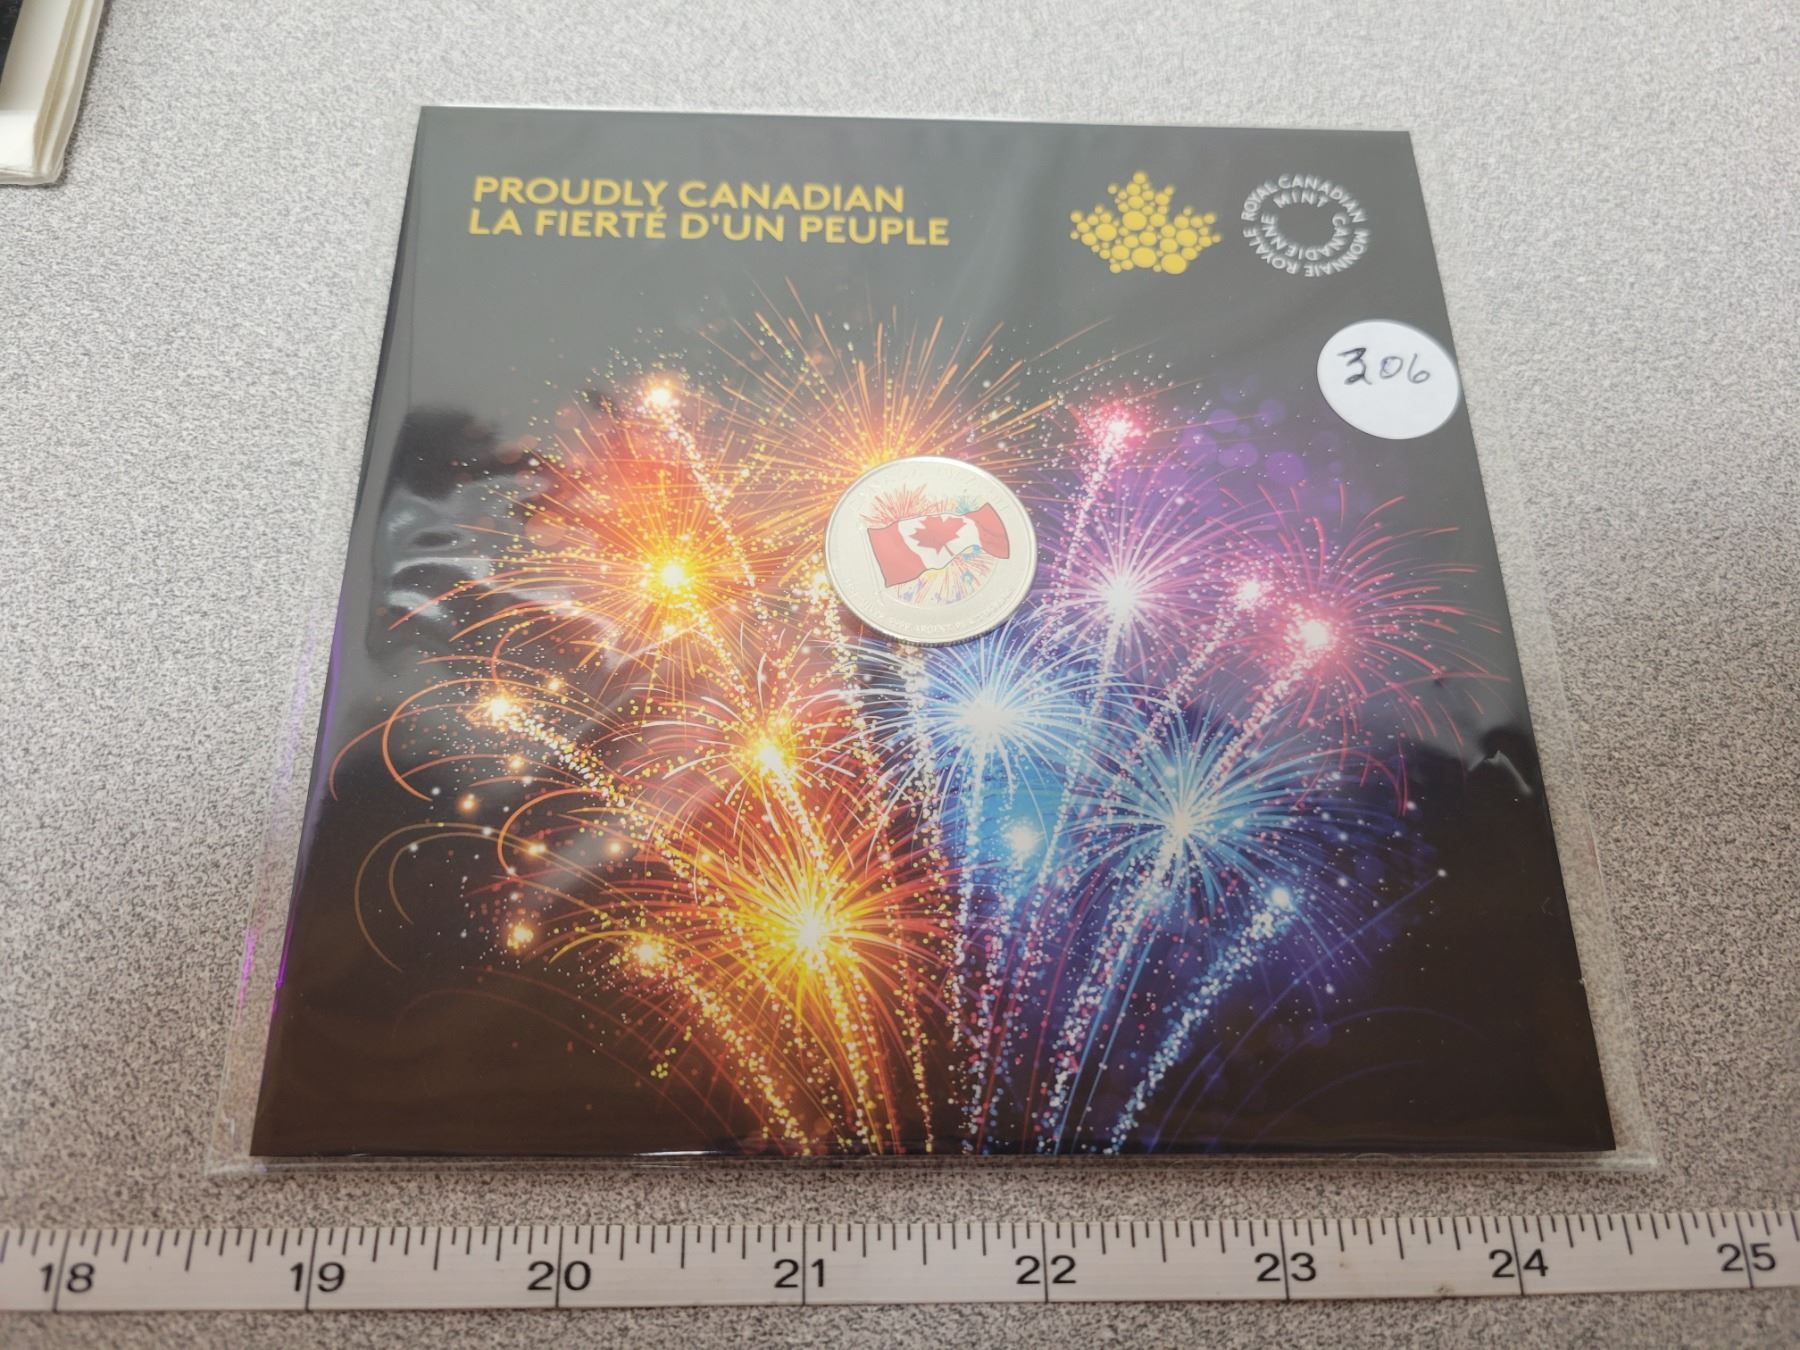 PROUDLY CANADIAN
LA FIERTÉ D'UN PEUPLE
ROYAL CANADIAN MINT
MONNAIE ROYALE CANADIENNE
306
18 19 20 21 22 23 24 25